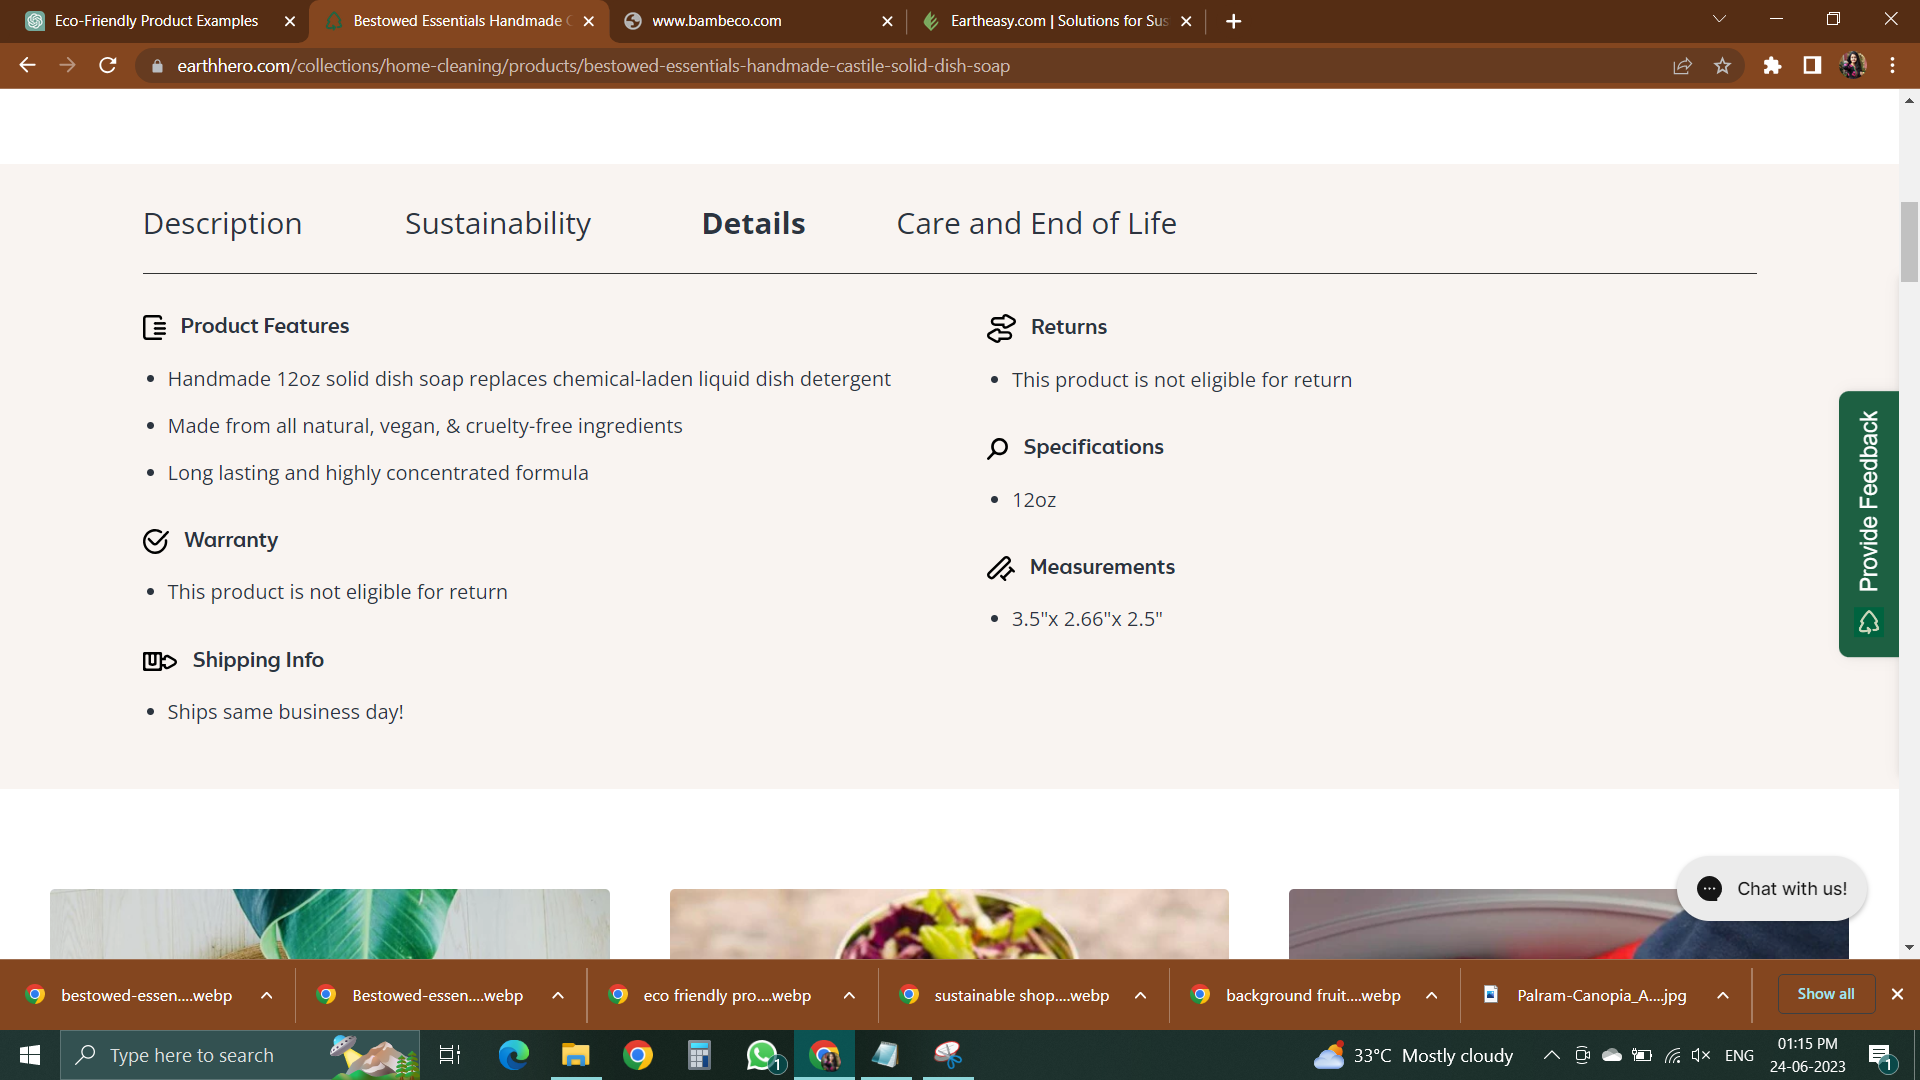 Eco-Friendly Product Examples
Bestowed Essentials Handmade
www.bambeco.com
Eartheasy.com | Solutions for Sus
earthhero.com/collections/home-cleaning/products/bestowed-essentials-handmade-castile-solid-dish-soap
Description Sustainability Details Care and End of Life
Product Features
• Handmade 12oz solid dish soap replaces chemical-laden liquid dish detergent
• Made from all natural, vegan, & cruelty-free ingredients
• Long lasting and highly concentrated formula
Warranty
• This product is not eligible for return
Shipping Info
• Ships same business day!
Returns
• This product is not eligible for return
Specifications
• 12oz
Measurements
• 3.5"x 2.66"x 2.5"
Provide Feedback
Chat with us!
bestowed-essen....webp
Bestowed-essen....webp
eco friendly pro....webp
sustainable shop....webp
background fruit....webp
Palram-Canopia_A....jpg
Show all
Type here to search
1
33°C Mostly cloudy
ENG
01:15 PM
24-06-2023
1